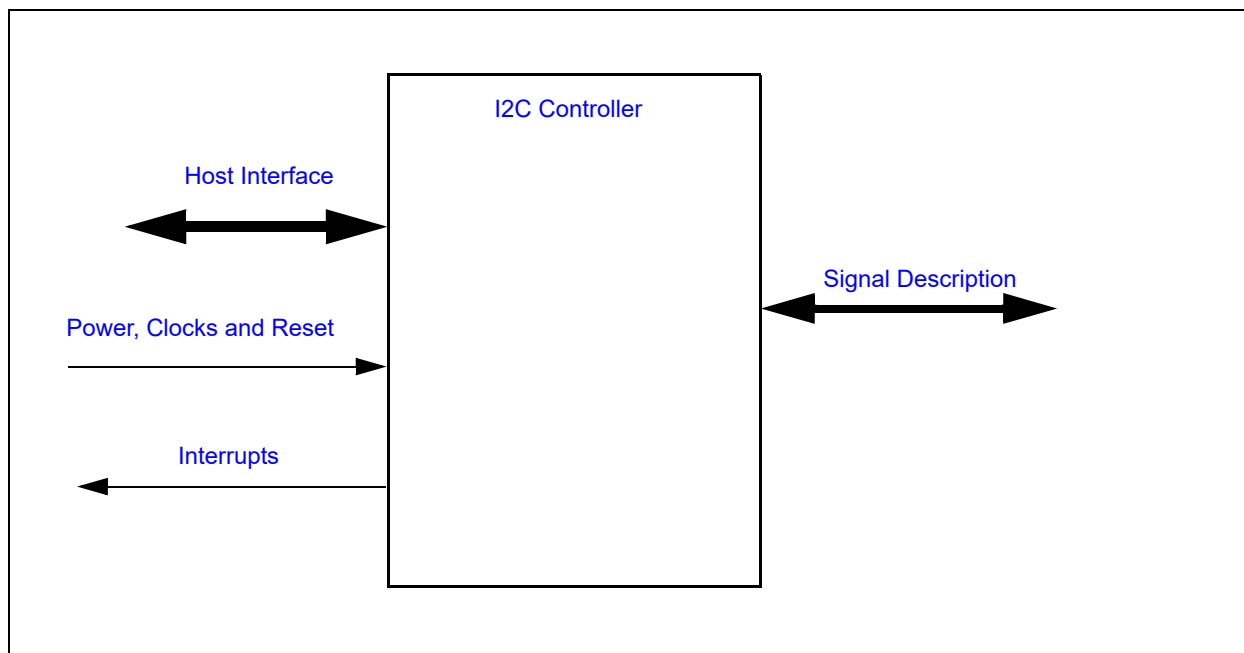 I2C Controller
Host Interface
Signal Description
Power, Clocks and Reset
Interrupts